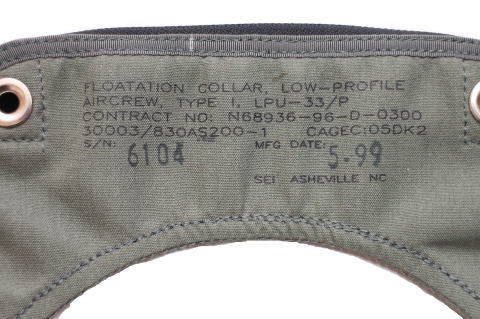 FLOATATION COLLAR, LOW-PROFILE
AIRCREW, TYPE I, LPU-33/P
CONTRACT NO: N68936-96-D-0300
30003/830AS200-1 CAGEC: 05DK2
S/N: 6104 MFG DATE: 5-99
SEI ASHEVILLE NC